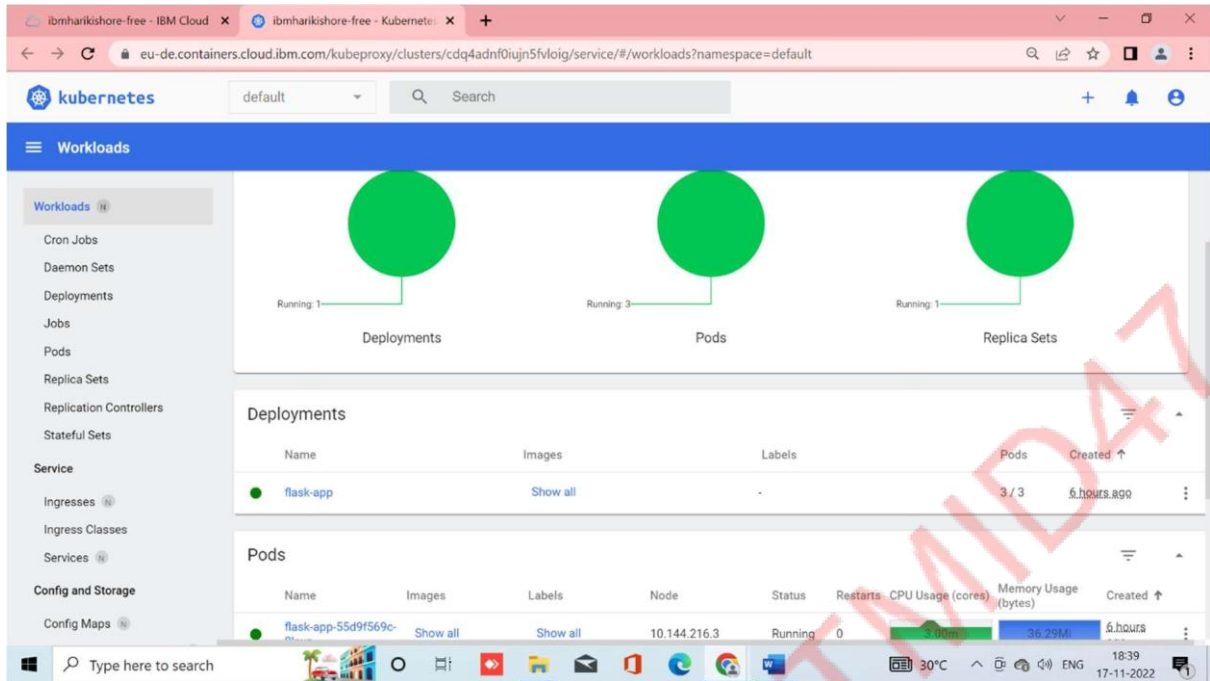 ibmharikishore-free - IBM Cloud
ibmharikishore-free - Kubernetes
eu-de.containers.cloud.ibm.com/kubeproxy/clusters/cdq4adnf0iujn5fvloig/service/#/workloads?namespace=default
kubernetes
default
Search
Workloads
Workloads N
Cron Jobs
Daemon Sets
Deployments
Jobs
Pods
Replica Sets
Replication Controllers
Stateful Sets
Service
Ingresses N
Ingress Classes
Services N
Config and Storage
Config Maps N
Running: 1
Deployments
Running: 3
Pods
Running: 1
Replica Sets
Deployments
Name Images Labels Pods Created ↑
flask-app Show all - 3 / 3 6 hours ago
Pods
Name Images Labels Node Status Restarts CPU Usage (cores) Memory Usage (bytes) Created ↑
flask-app-55d9f569c- Show all Show all 10.144.216.3 Running 0 3.00m 36.29Mi 6 hours
TMID47
Type here to search
30°C
ENG
18:39
17-11-2022